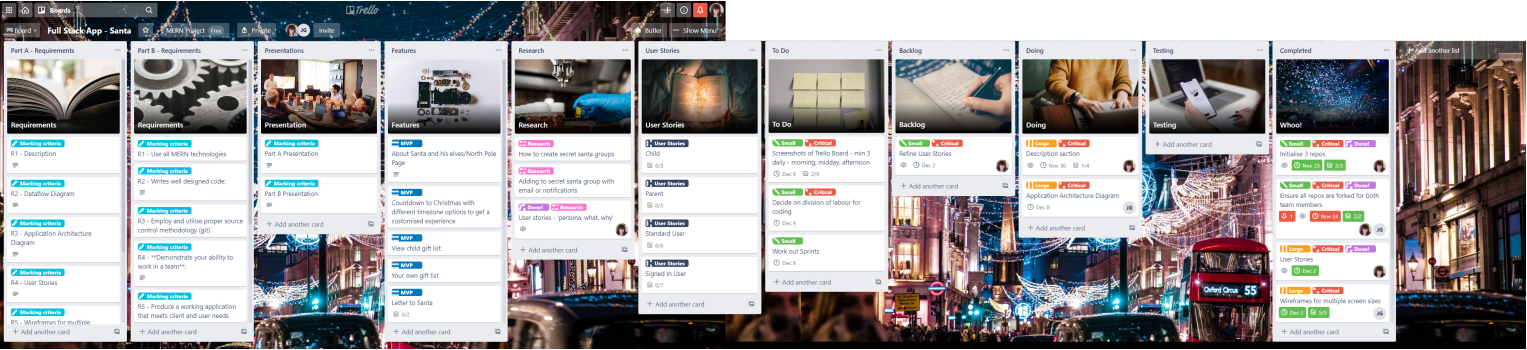 Boards
Trello
Board
Full Stack App - Santa
MERN Project
Free
Private
JG
Invite
Butler
Show Menu
Part A - Requirements
Requirements
Marking criteria
R1 - Description
Marking criteria
R2 - Dataflow Diagram
Marking criteria
R3 - Application Architecture
Diagram
Marking criteria
R4 - User Stories
Marking criteria
R5 - Wireframes for multiple
+ Add another card
Part B - Requirements
Requirements
Marking criteria
R1 - Use all MERN technologies
Marking criteria
R2 - Writes well designed code:
Marking criteria
R3 - Employ and utilise proper source
control methodology (git)
Marking criteria
R4 - **Demonstrate your ability to
work in a team**:
Marking criteria
R5 - Produce a working application
that meets client and user needs
+ Add another card
Presentations
Presentation
Marking criteria
Part A Presentation
Marking criteria
Part B Presentation
+ Add another card
Features
Features
MVP
About Santa and his elves/North Pole
Page
MVP
Countdown to Christmas with
different timezone options to get a
customised experience
MVP
View child gift list
MVP
Your own gift list
MVP
Letter to Santa
0/2
+ Add another card
Research
Research
Research
How to create secret santa groups
Research
Adding to secret santa group with
email or notifications
Done! Research
User stories - 'persona, what, why'
+ Add another card
User Stories
User Stories
User Stories
Child
0/3
User Stories
Parent
0/5
User Stories
Standard User
0/6
User Stories
Signed In User
0/7
+ Add another card
To Do
To Do
Small Critical
Screenshots of Trello Board - min 3
daily - morning, midday, afternoon
Dec 9 2/9
Small Critical
Decide on division of labour for
coding
Dec 9
Small
Work out Sprints
Dec 9
+ Add another card
Backlog
Backlog
Small Critical
Refine User Stories
Dec 2
+ Add another card
Doing
Doing
Large Critical
Description section
Nov 30 1/4
Large Critical
Application Architecture Diagram
Dec 8
JG
+ Add another card
Testing
Testing
+ Add another card
Completed
Whoo!
Small Critical Done!
Initialise 3 repos
Nov 25 3/3
Small Critical Done!
Ensure all repos are forked for both
team members
1 Nov 24 2/2
JG
Large Critical Done!
User Stories
Dec 2
Large Critical Done!
Wireframes for multiple screen sizes
Dec 2 5/5
JG
+ Add another card
+ Add another list
Oxford Circus 55